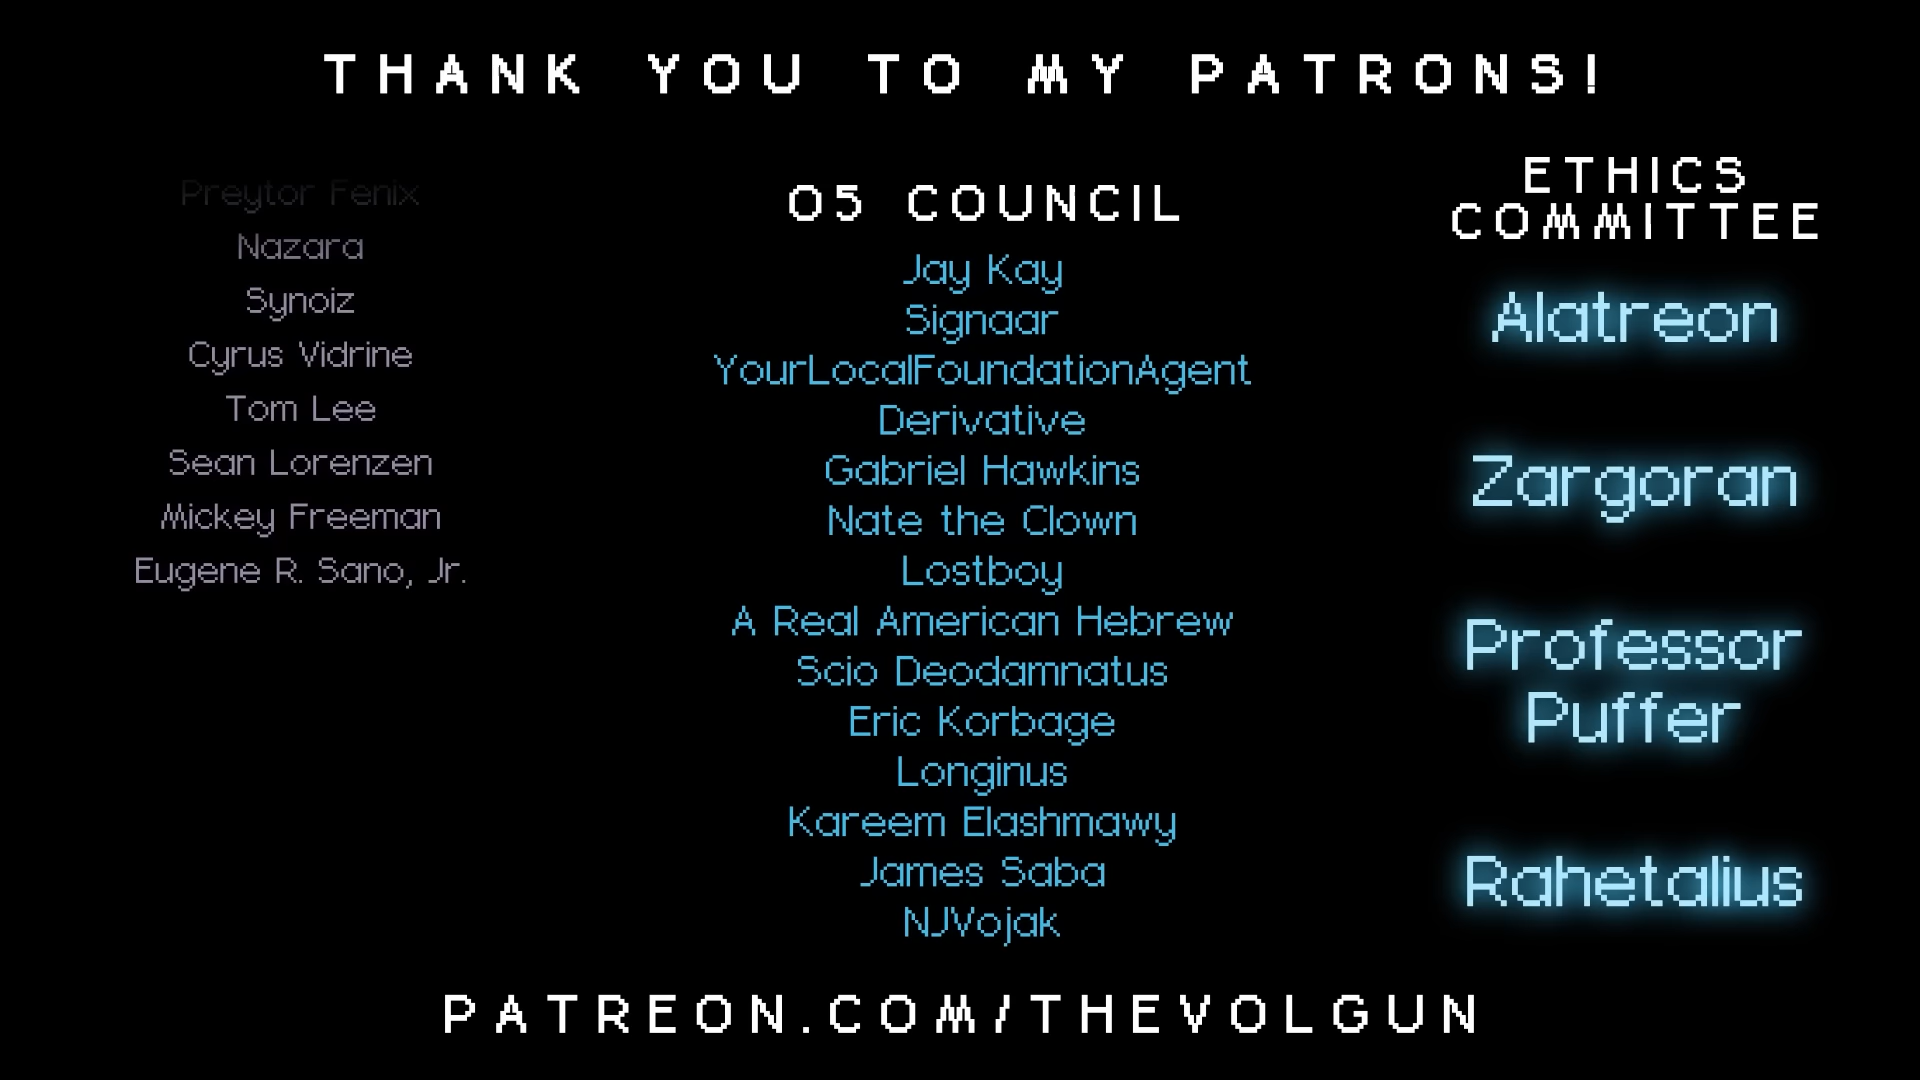 THANK YOU TO MY PATRONS!
Preytor Fenix
Nazara
Synoiz
Cyrus Vidrine
Tom Lee
Sean Lorenzen
Mickey Freeman
Eugene R. Sano, Jr.
O5 COUNCIL
Jay Kay
Signaar
YourLocalFoundationAgent
Derivative
Gabriel Hawkins
Nate the Clown
Lostboy
A Real American Hebrew
Scio Deodamnatus
Eric Korbage
Longinus
Kareem Elashmawy
James Saba
NJVojak
ETHICS
COMMITTEE
Alatreon
Zargoran
Professor
Puffer
Rahetalius
PATREON.COM/THEVOLGUN